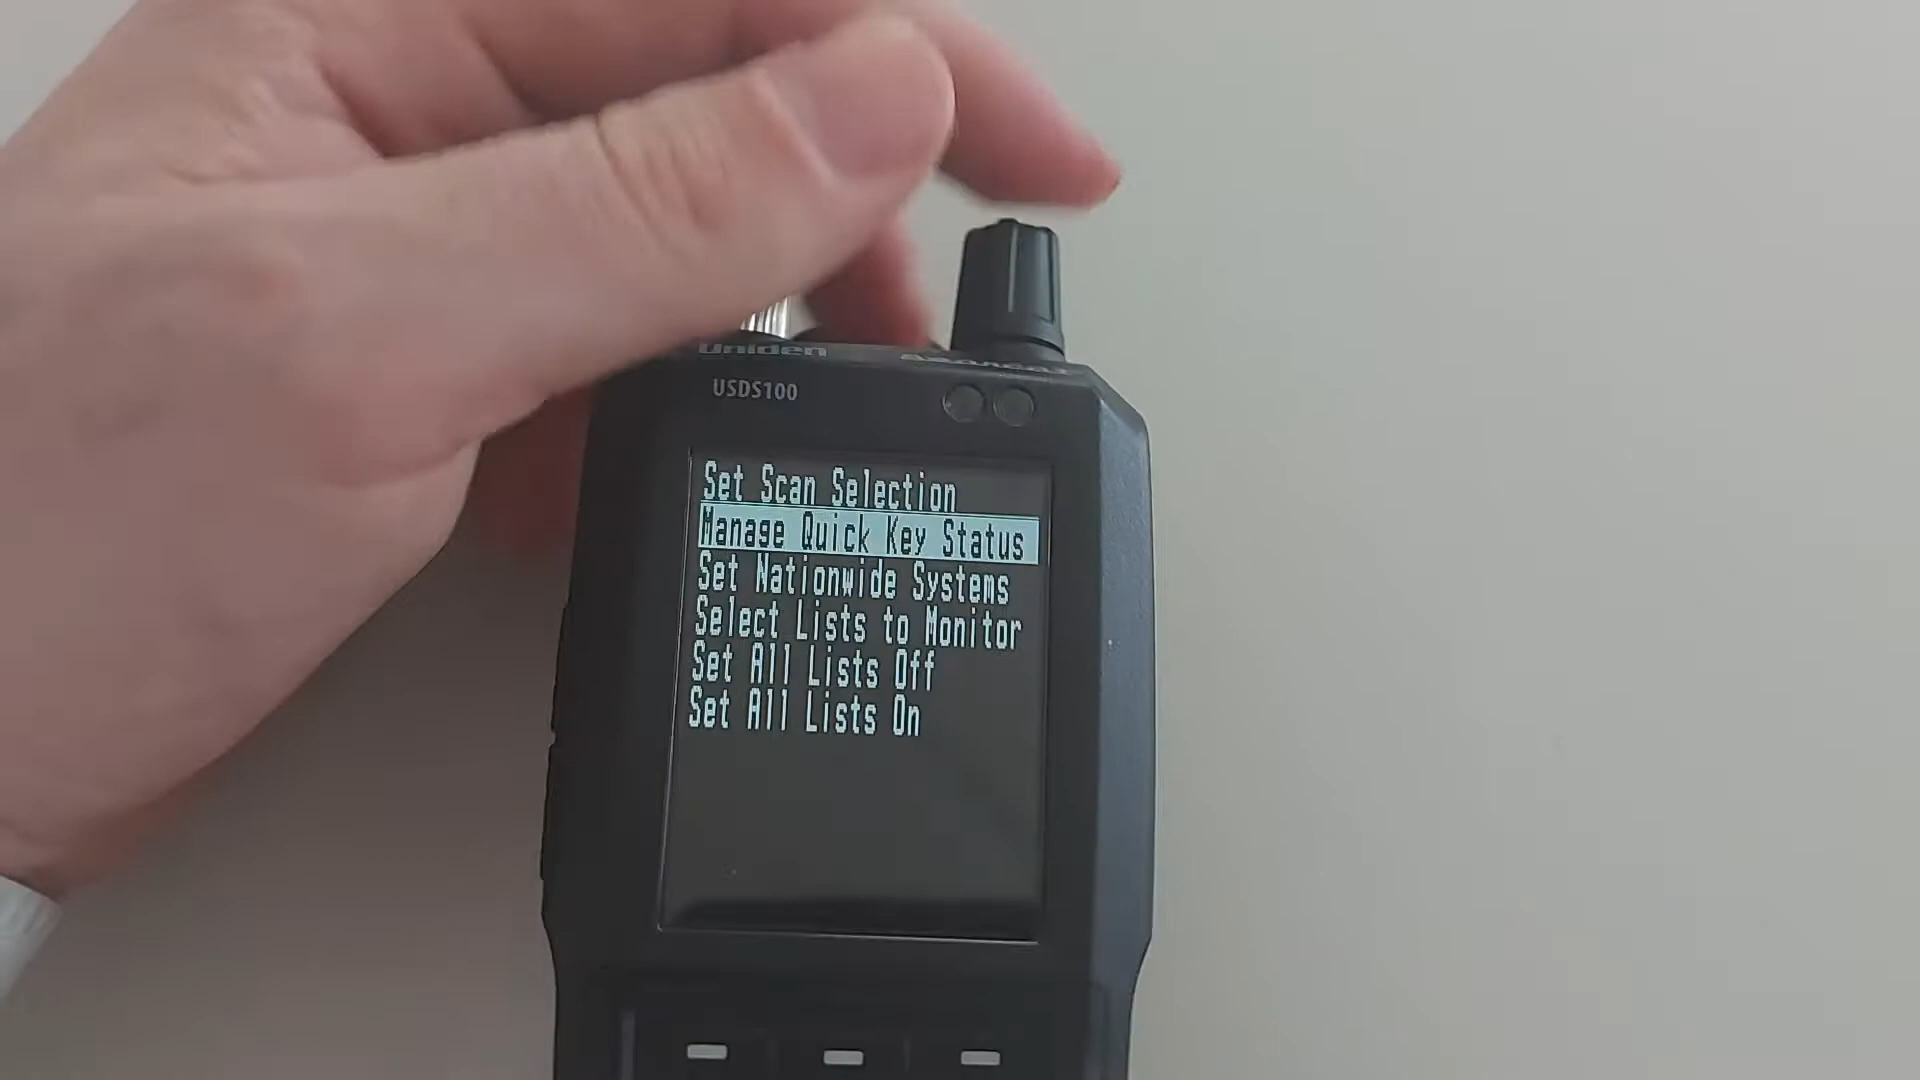 Uniden
USDS100
Set Scan Selection
Manage Quick Key Status
Set Nationwide Systems
Select Lists to Monitor
Set All Lists Off
Set All Lists On